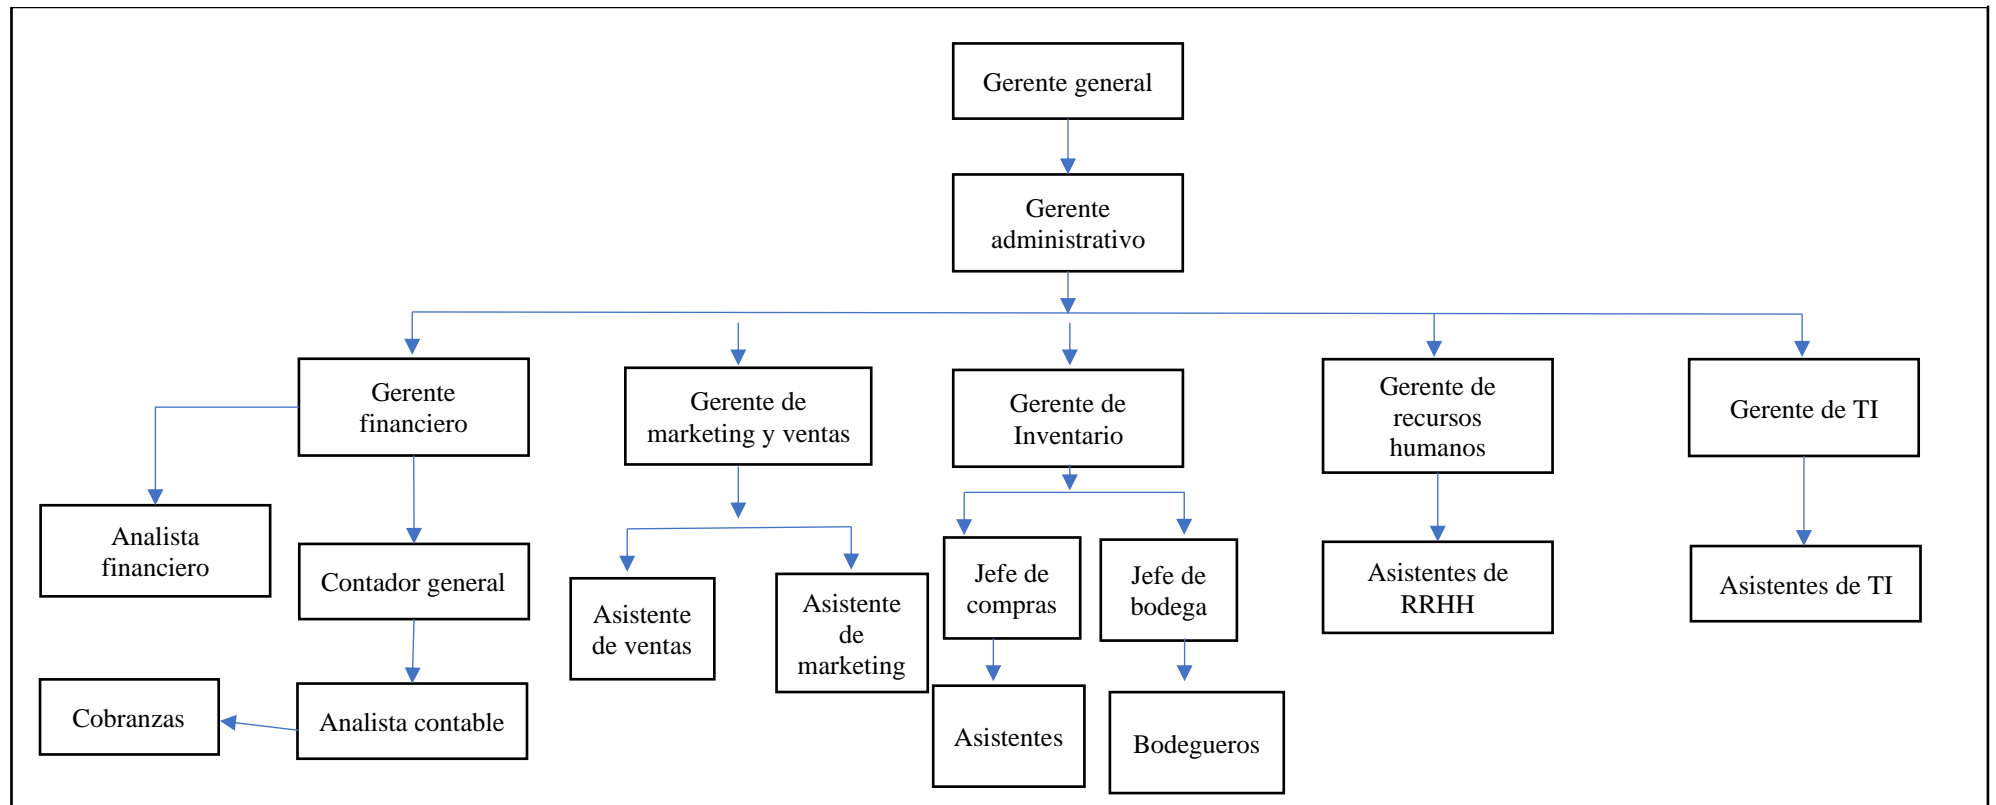 Gerente general
Gerente
administrativo
Gerente
financiero
Gerente de
marketing y ventas
Gerente de
Inventario
Gerente de
recursos
humanos
Gerente de TI
Analista
financiero
Contador general
Asistente
de ventas
Asistente
de
marketing
Jefe de
compras
Jefe de
bodega
Asistentes de
RRHH
Asistentes de TI
Cobranzas
Analista contable
Asistentes
Bodegueros